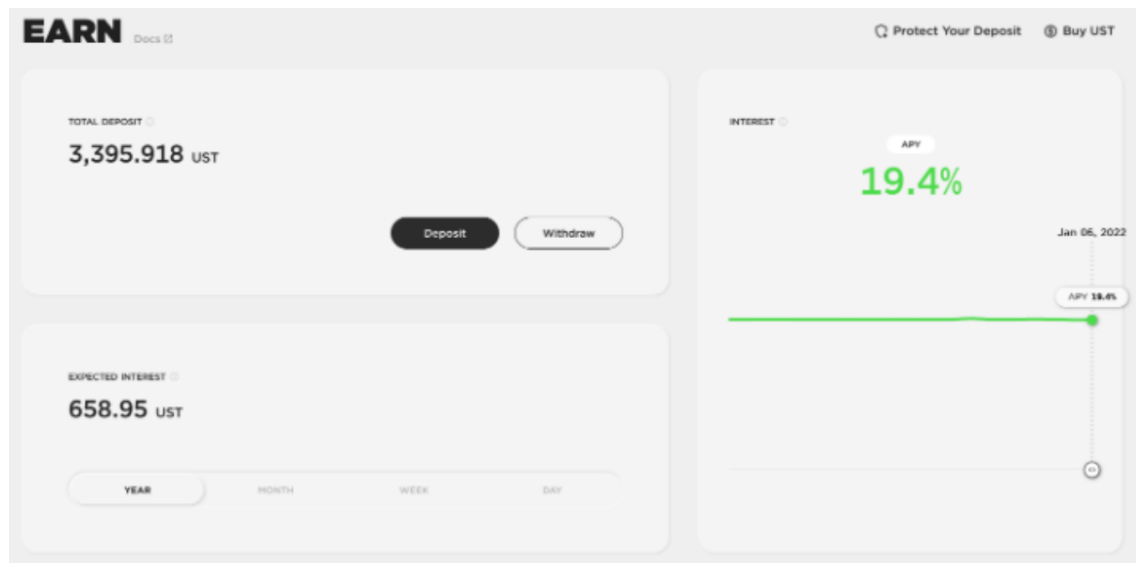 EARN Docs
Protect Your Deposit Buy UST
TOTAL DEPOSIT
3,395.918 UST
Deposit Withdraw
EXPECTED INTEREST
658.95 UST
YEAR MONTH WEEK DAY
INTEREST
APY
19.4%
Jan 06, 2022
APY 19.4%